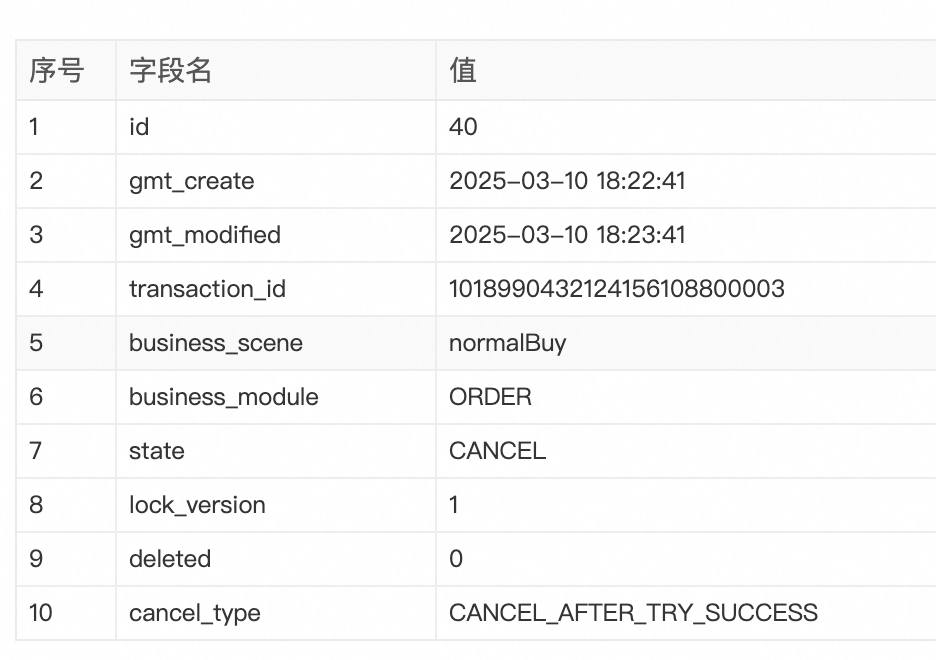 序号 字段名 值
1 id 40
2 gmt_create 2025-03-10 18:22:41
3 gmt_modified 2025-03-10 18:23:41
4 transaction_id 1018990432124156108800003
5 business_scene normalBuy
6 business_module ORDER
7 state CANCEL
8 lock_version 1
9 deleted 0
10 cancel_type CANCEL_AFTER_TRY_SUCCESS